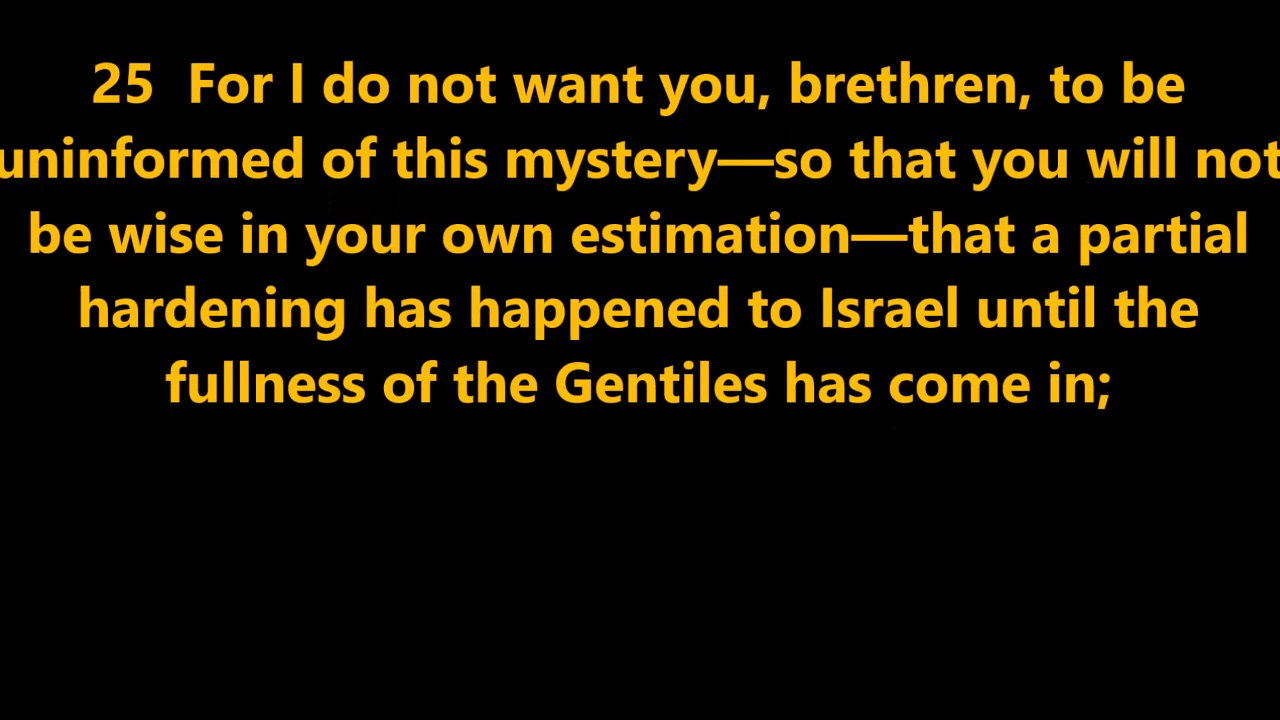 25  For I do not want you, brethren, to be
uninformed of this mystery—so that you will not
be wise in your own estimation—that a partial
hardening has happened to Israel until the
fullness of the Gentiles has come in;